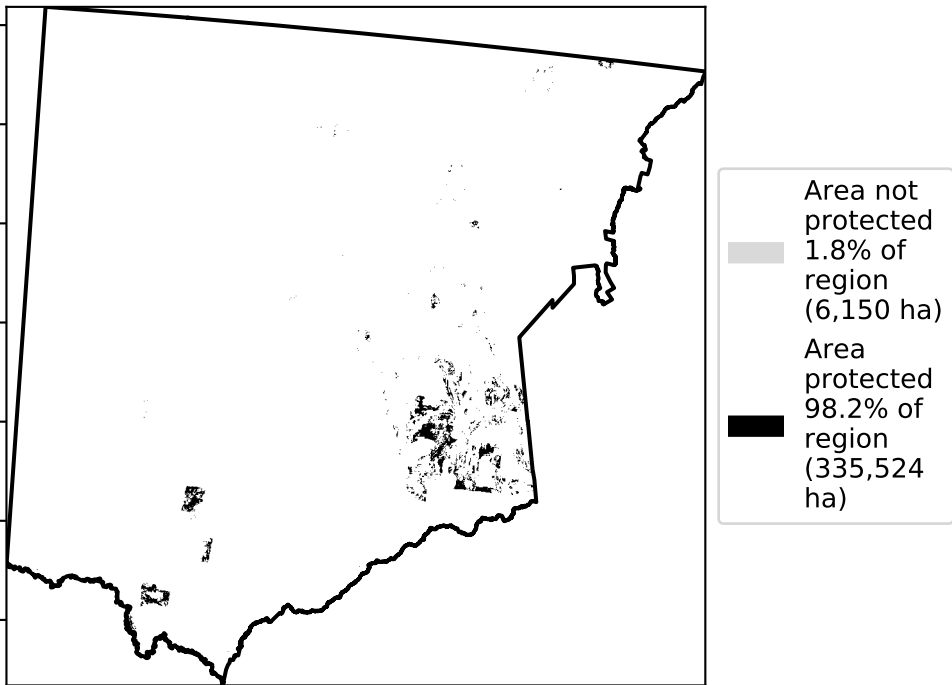 Area not
protected
1.8% of
region
(6,150 ha)
Area
protected
98.2% of
region
(335,524
ha)